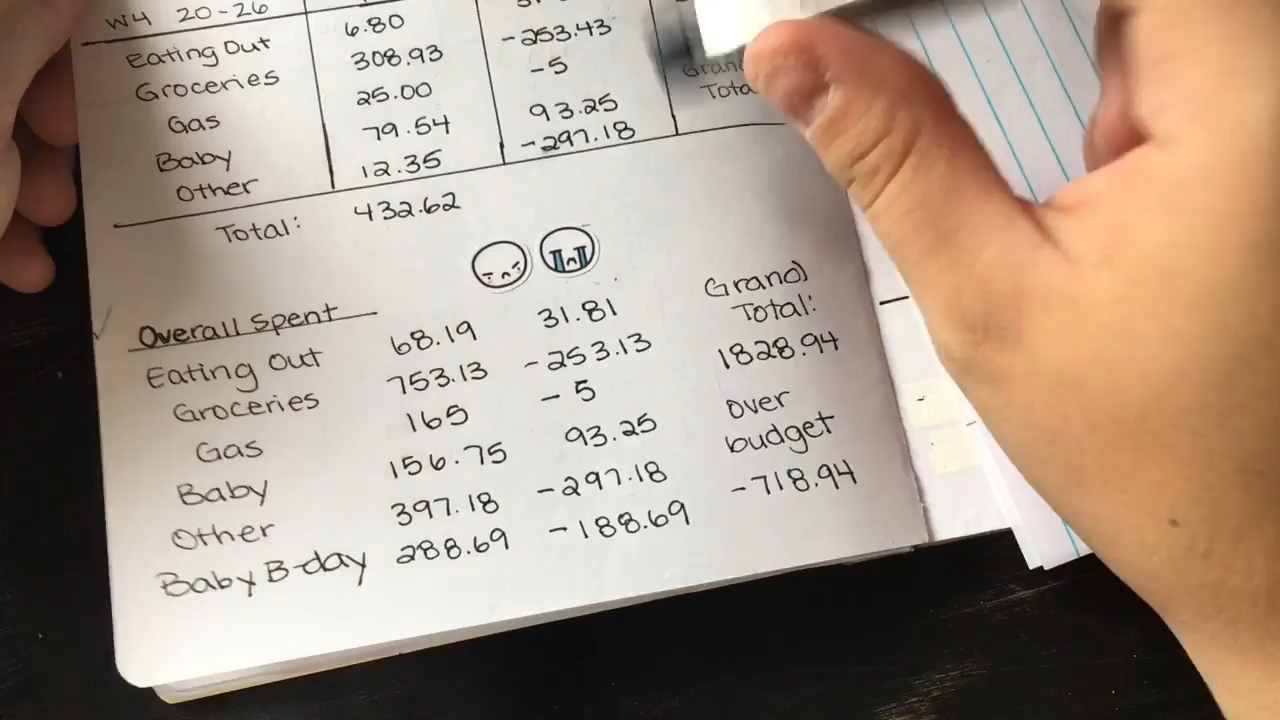 W4 20-26
Eating Out 6.80 -253.43
Groceries 308.93 -5
Gas 25.00 93.25
Baby 79.54 -297.18
Other 12.35
Total: 432.62
Overall Spent
Eating Out 68.19 31.81
Groceries 753.13 -253.13
Gas 165 -5
Baby 156.75 93.25
Other 397.18 -297.18
Baby B-day 288.69 -188.69
Grand
Total:
1828.94
over
budget
-718.94